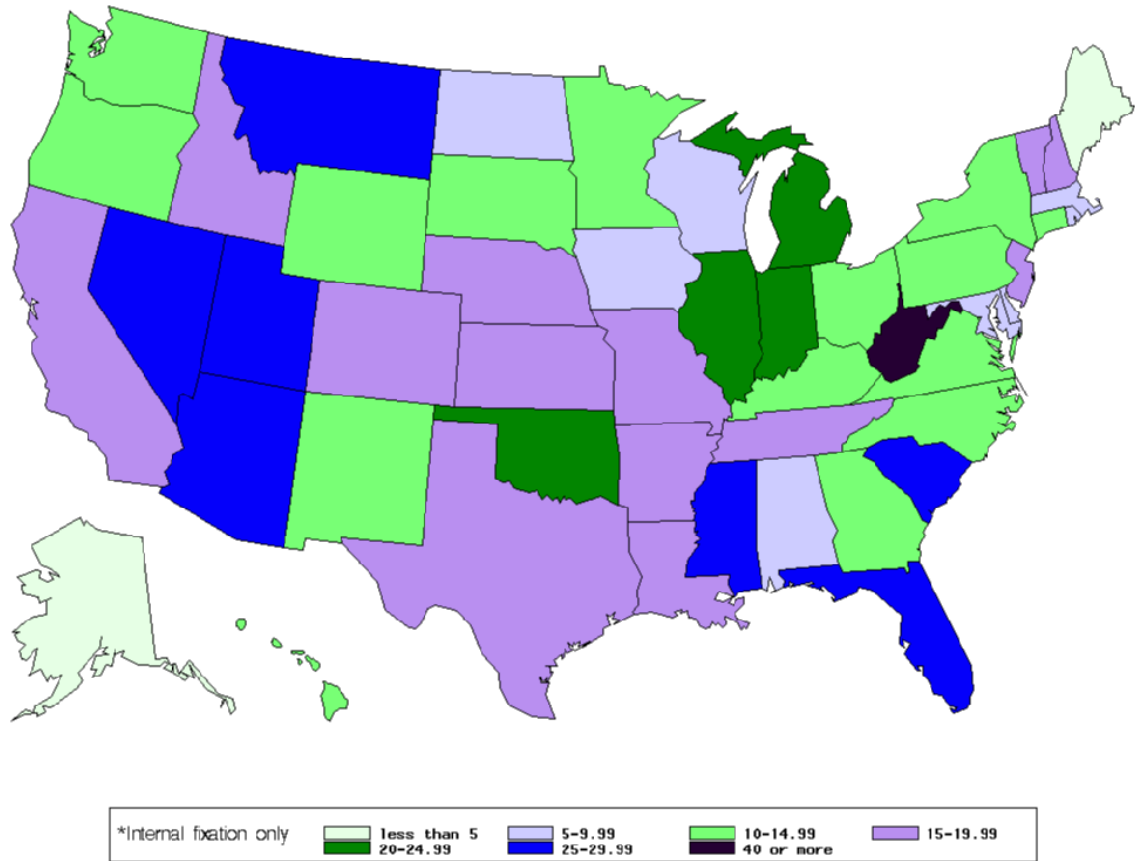 *Internal fixation only less than 5 5-9.99 10-14.99 15-19.99
20-24.99 25-29.99 40 or more